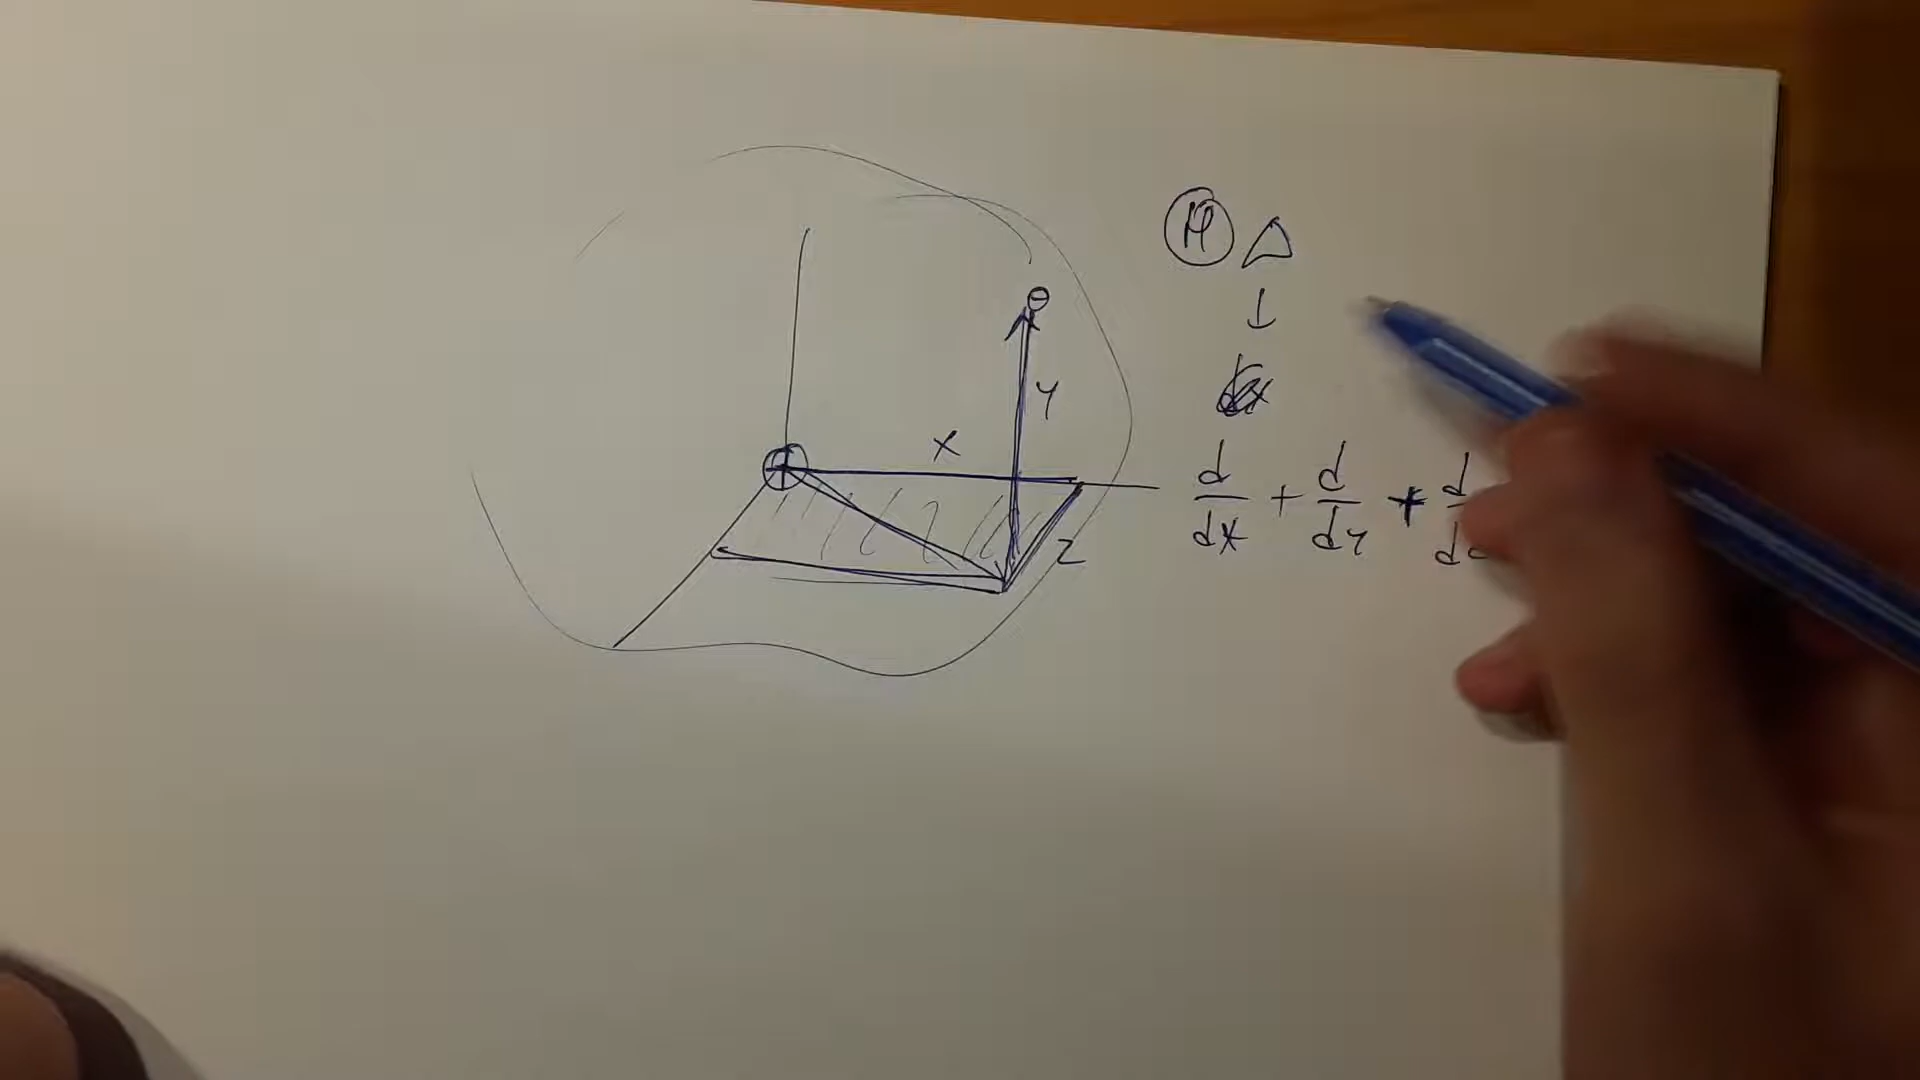 H Δ
⊖
Y
X
⊕
d/dx + d/dy + d/d
Z